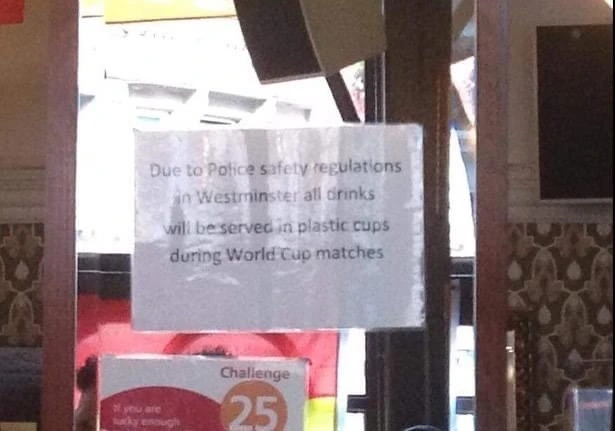 Due to Police safety regulations
in Westminster all drinks
will be served in plastic cups
during World Cup matches
Challenge
25
If you are
lucky enough